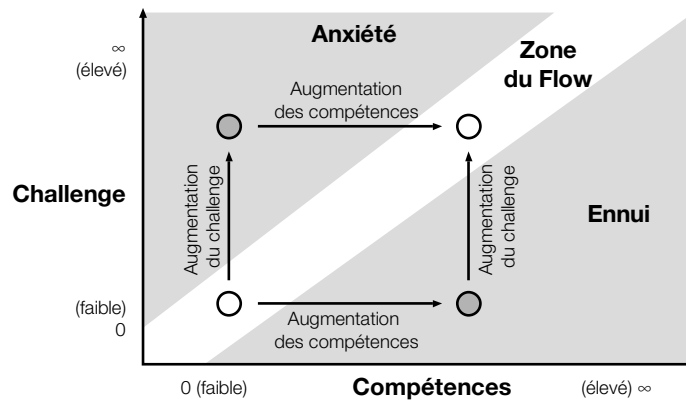 Anxiété
Zone
du Flow
∞
(élevé)
Augmentation
des compétences
Challenge
Augmentation
du challenge
Augmentation
du challenge
Ennui
(faible)
0
Augmentation
des compétences
0 (faible)
Compétences
(élevé) ∞